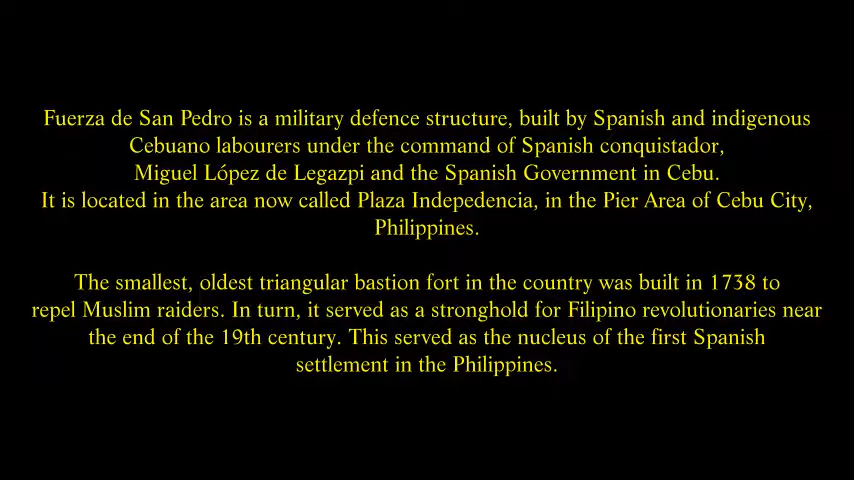 Fuerza de San Pedro is a military defence structure, built by Spanish and indigenous
Cebuano labourers under the command of Spanish conquistador,
Miguel López de Legazpi and the Spanish Government in Cebu.
It is located in the area now called Plaza Indepedencia, in the Pier Area of Cebu City,
Philippines.
The smallest, oldest triangular bastion fort in the country was built in 1738 to
repel Muslim raiders. In turn, it served as a stronghold for Filipino revolutionaries near
the end of the 19th century. This served as the nucleus of the first Spanish
settlement in the Philippines.